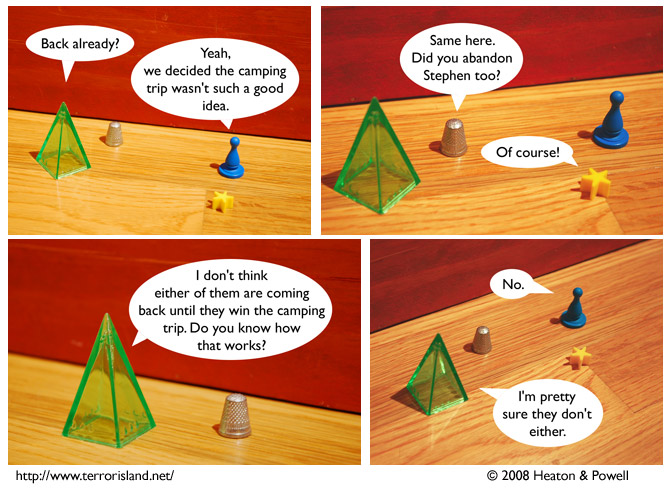 Back already?
Yeah,
we decided the camping
trip wasn't such a good
idea.
Same here.
Did you abandon
Stephen too?
Of course!
I don't think
either of them are coming
back until they win the camping
trip. Do you know how
that works?
No.
I'm pretty
sure they don't
either.
http://www.terrorisland.net/
© 2008 Heaton & Powell